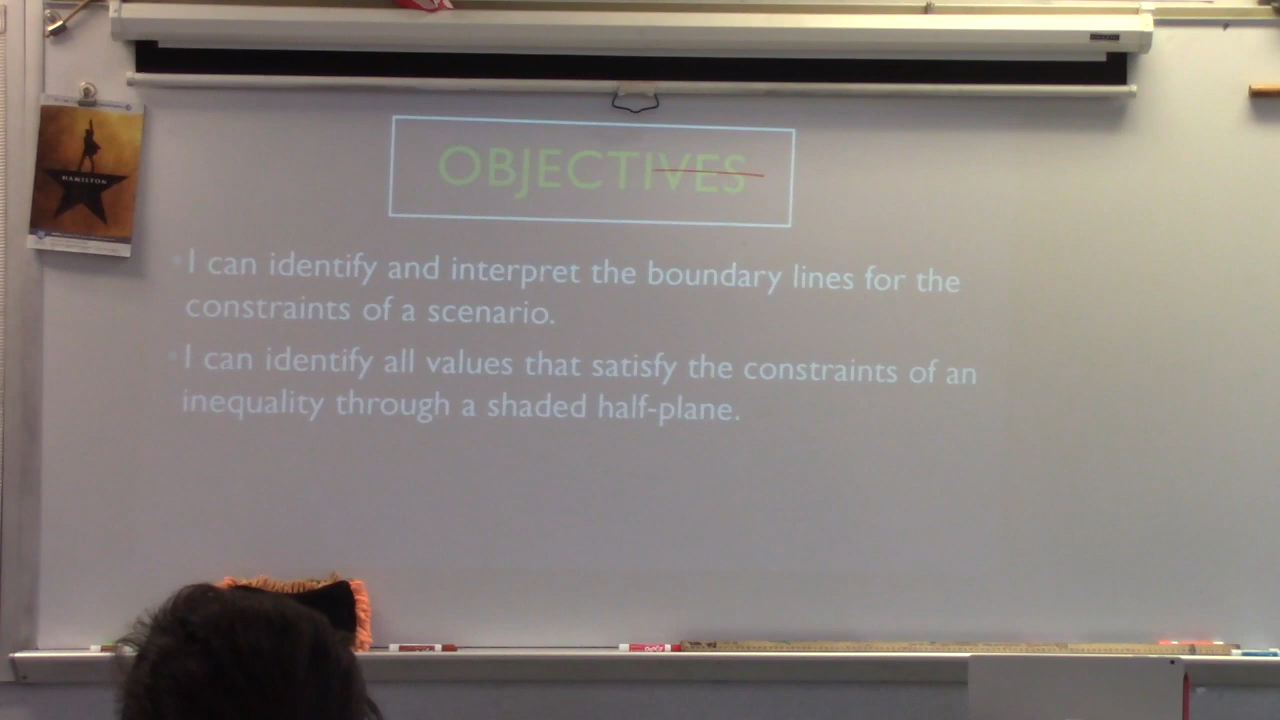 HAMILTON
OBJECTIVES
• I can identify and interpret the boundary lines for the
constraints of a scenario.
• I can identify all values that satisfy the constraints of an
inequality through a shaded half-plane.